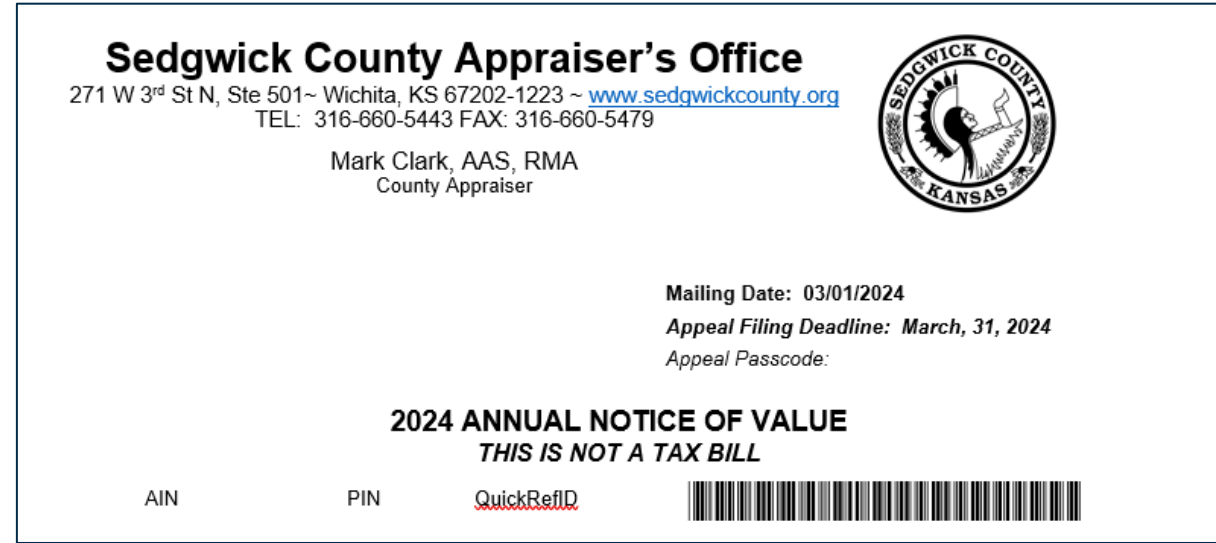 Sedgwick County Appraiser's Office
271 W 3rd St N, Ste 501~ Wichita, KS 67202-1223 ~ www.sedgwickcounty.org
TEL:  316-660-5443 FAX: 316-660-5479
Mark Clark, AAS, RMA
County Appraiser
SEDGWICK COUNTY
KANSAS
Mailing Date:  03/01/2024
Appeal Filing Deadline:  March, 31, 2024
Appeal Passcode:
2024 ANNUAL NOTICE OF VALUE
THIS IS NOT A TAX BILL
AIN PIN QuickRefID